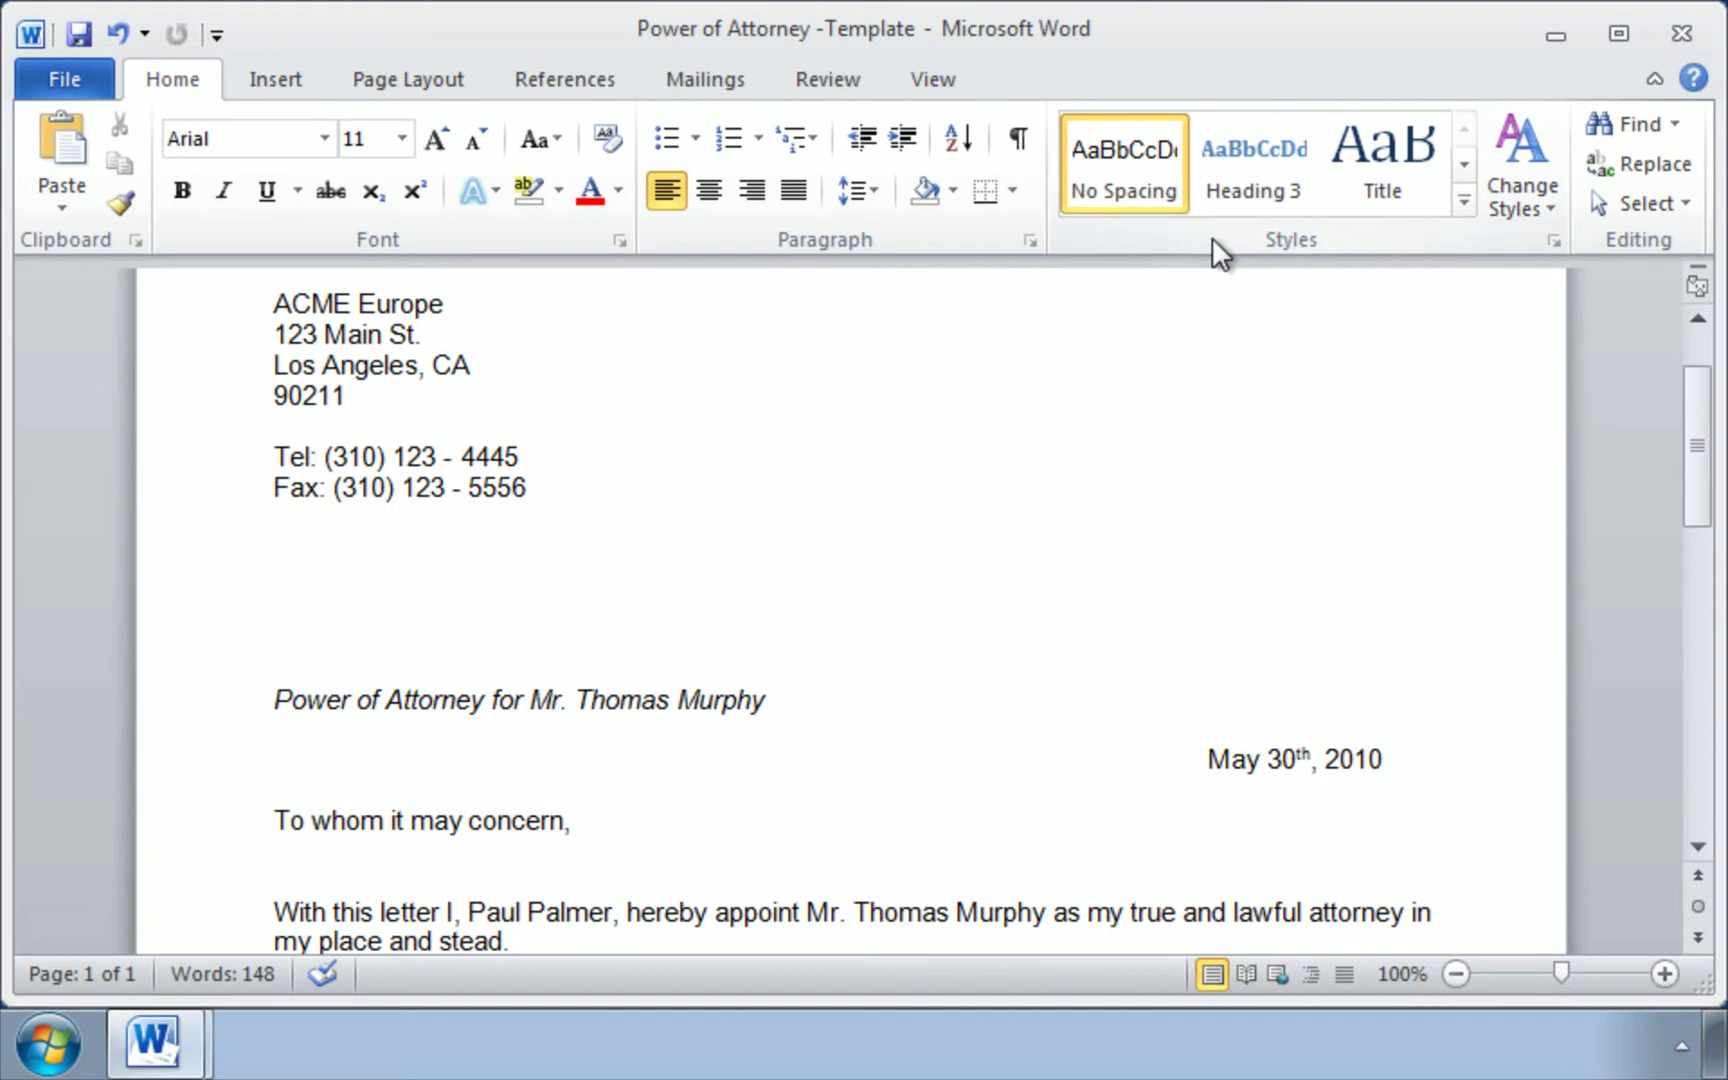 Power of Attorney -Template - Microsoft Word
File Home Insert Page Layout References Mailings Review View
Arial 11 Aa
AaBbCcDd AaBbCcDd AaB
Find
Replace
Select
Paste
No Spacing Heading 3 Title
Change Styles
Clipboard Font Paragraph Styles Editing
ACME Europe
123 Main St.
Los Angeles, CA
90211
Tel: (310) 123 - 4445
Fax: (310) 123 - 5556
Power of Attorney for Mr. Thomas Murphy
May 30th, 2010
To whom it may concern,
With this letter I, Paul Palmer, hereby appoint Mr. Thomas Murphy as my true and lawful attorney in
my place and stead.
Page: 1 of 1 Words: 148 100%